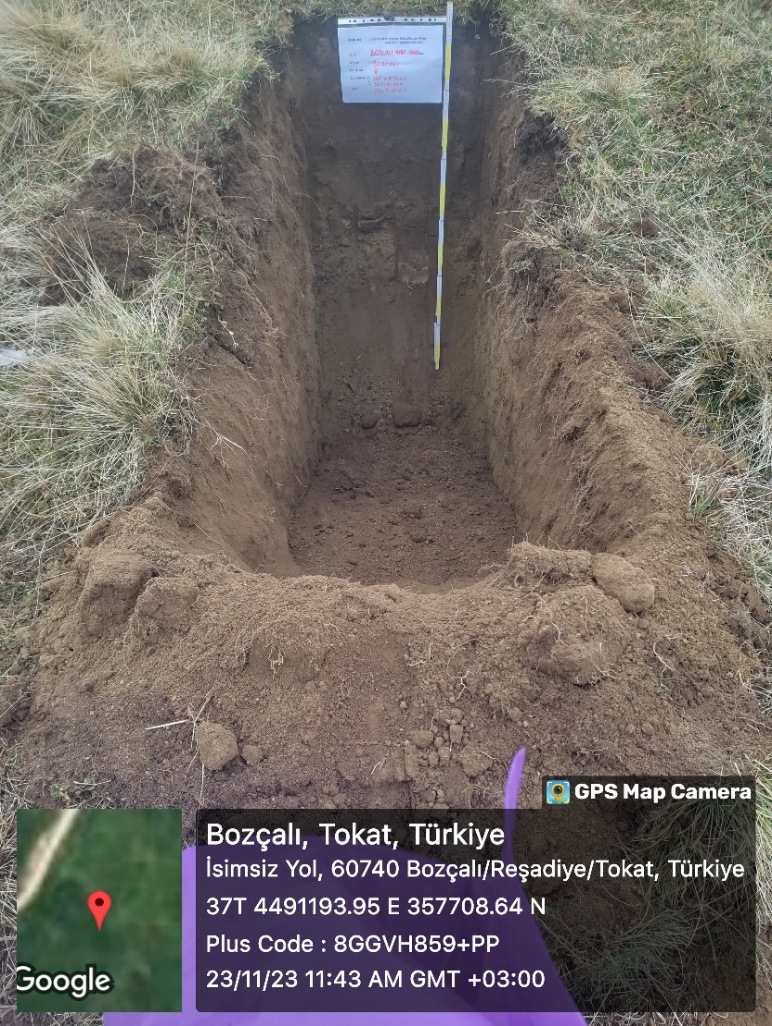 BOZÇALI
GPS Map Camera
Bozçalı, Tokat, Türkiye
İsimsiz Yol, 60740 Bozçalı/Reşadiye/Tokat, Türkiye
37T 4491193.95 E 357708.64 N
Plus Code : 8GGVH859+PP
23/11/23 11:43 AM GMT +03:00
Google